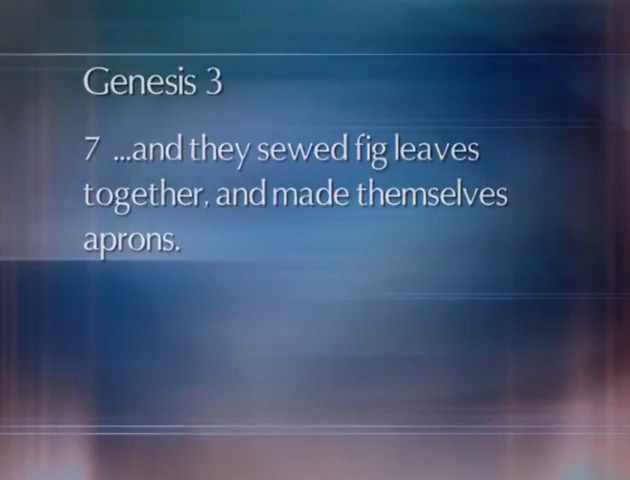 Genesis 3
7 ...and they sewed fig leaves
together, and made themselves
aprons.